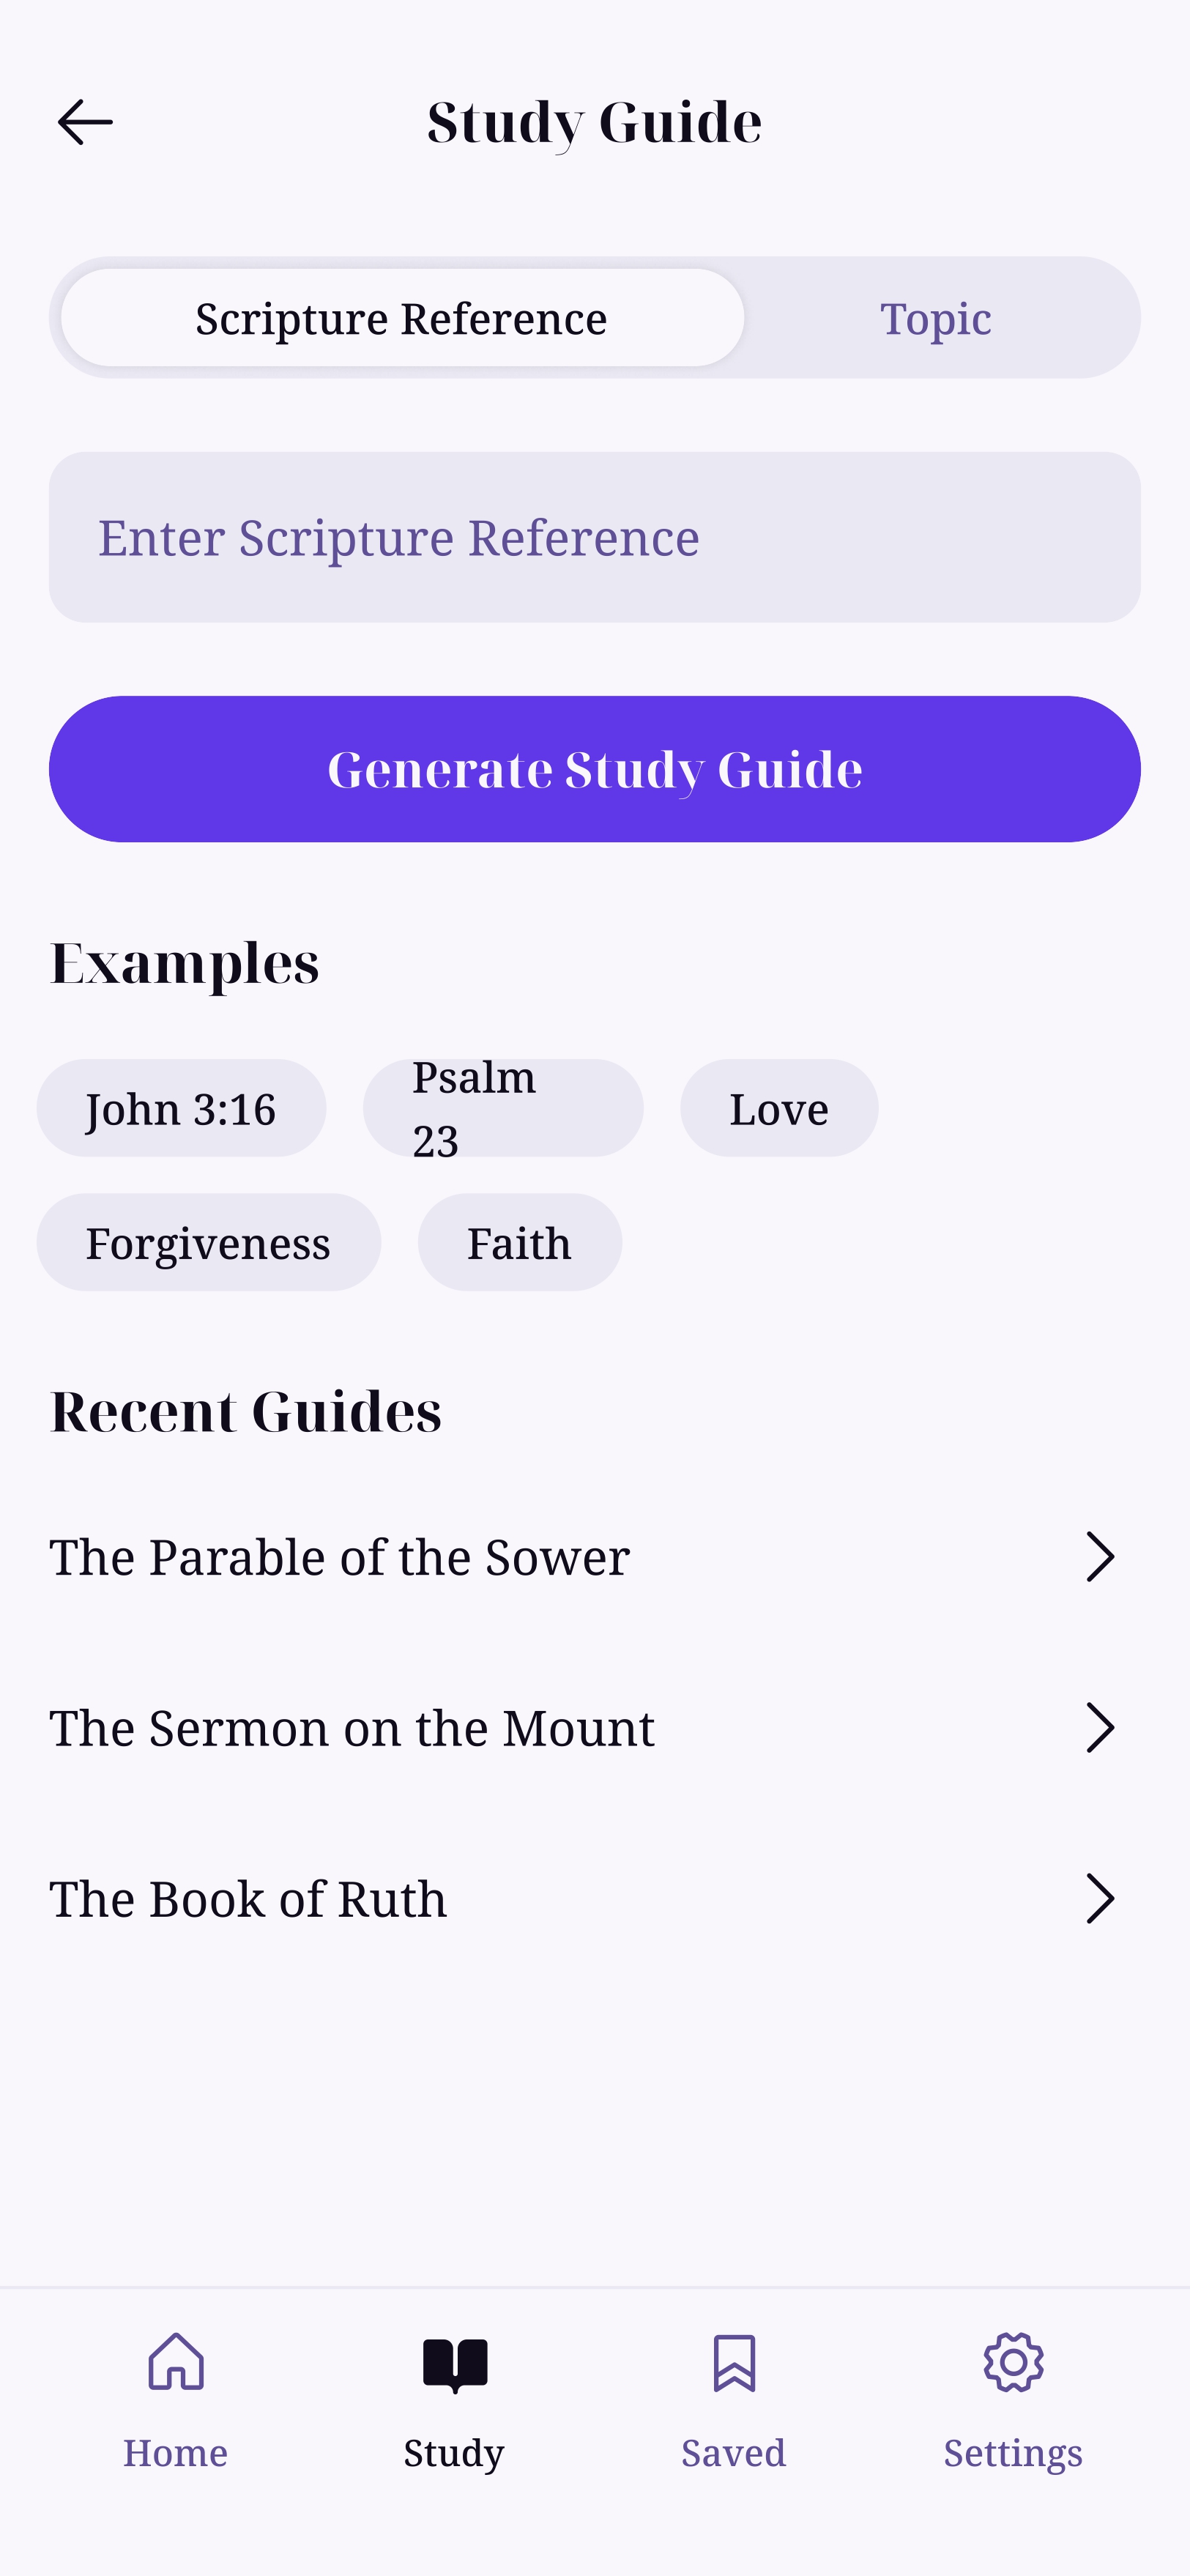 Study Guide
Scripture Reference
Topic
Enter Scripture Reference
Generate Study Guide
Examples
John 3:16
Psalm
23
Love
Forgiveness
Faith
Recent Guides
The Parable of the Sower
The Sermon on the Mount
The Book of Ruth
Home
Study
Saved
Settings